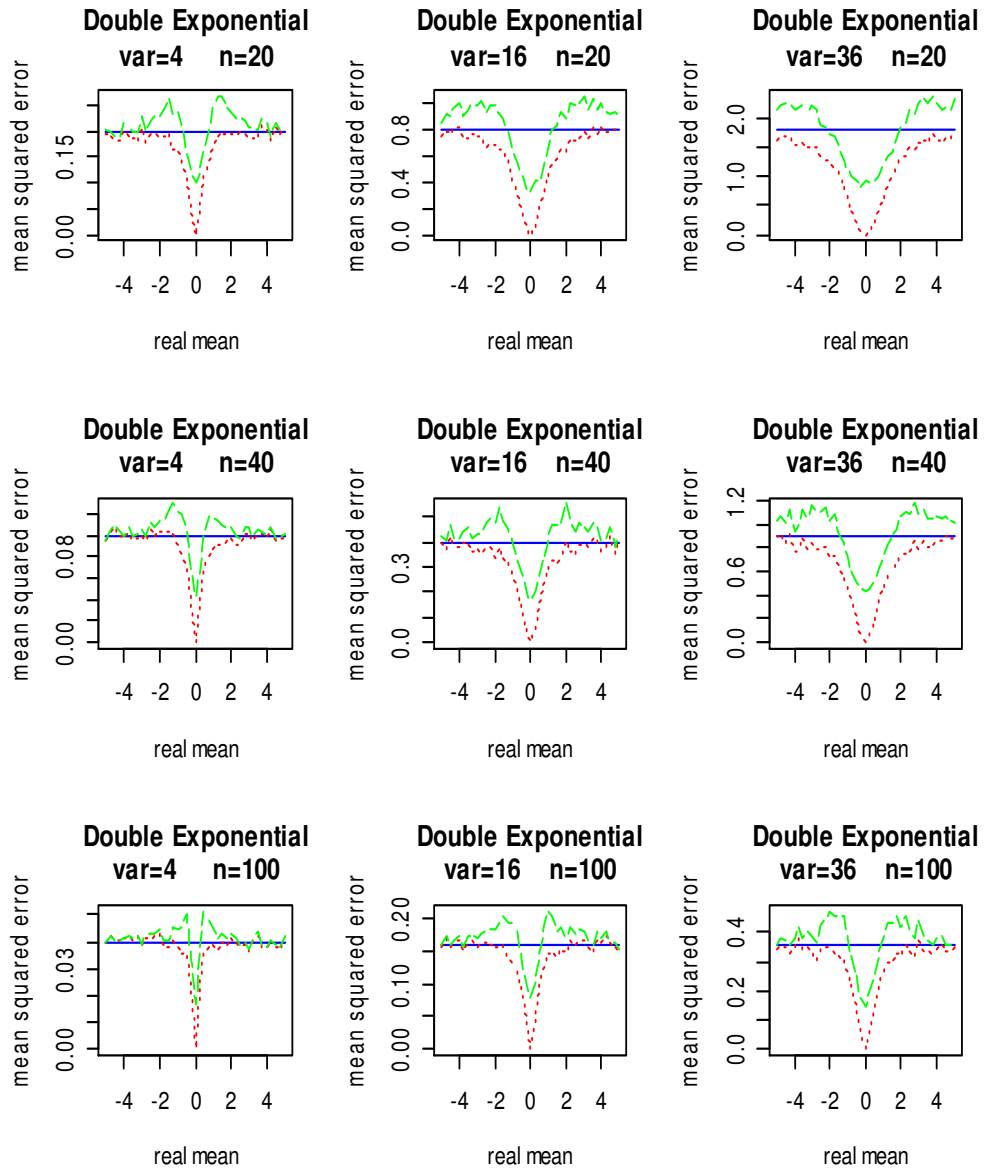 Double Exponential
var=4 n=20
mean squared error
0.00 0.15
-4 -2 0 2 4
real mean
Double Exponential
var=16 n=20
mean squared error
0.0 0.4 0.8
-4 -2 0 2 4
real mean
Double Exponential
var=36 n=20
mean squared error
0.0 1.0 2.0
-4 -2 0 2 4
real mean
Double Exponential
var=4 n=40
mean squared error
0.00 0.08
-4 -2 0 2 4
real mean
Double Exponential
var=16 n=40
mean squared error
0.0 0.3
-4 -2 0 2 4
real mean
Double Exponential
var=36 n=40
mean squared error
0.0 0.6 1.2
-4 -2 0 2 4
real mean
Double Exponential
var=4 n=100
mean squared error
0.00 0.03
-4 -2 0 2 4
real mean
Double Exponential
var=16 n=100
mean squared error
0.00 0.10 0.20
-4 -2 0 2 4
real mean
Double Exponential
var=36 n=100
mean squared error
0.0 0.2 0.4
-4 -2 0 2 4
real mean